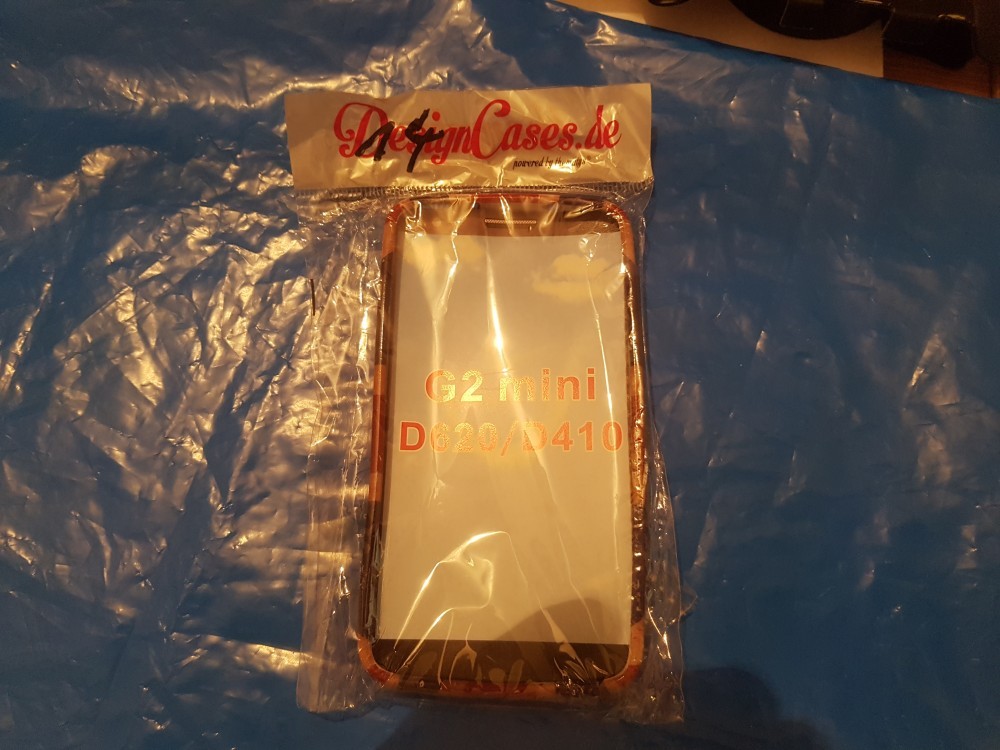 DesignCases.de
powered by
G2 mini
D620/D410